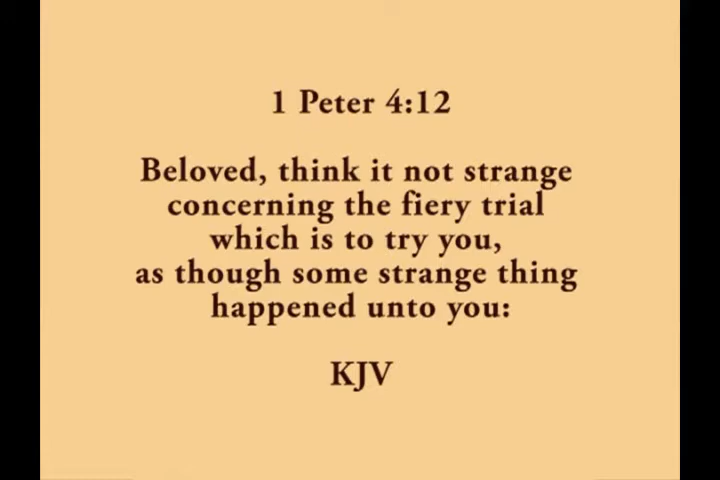 1 Peter 4:12
Beloved, think it not strange
concerning the fiery trial
which is to try you,
as though some strange thing
happened unto you:
KJV